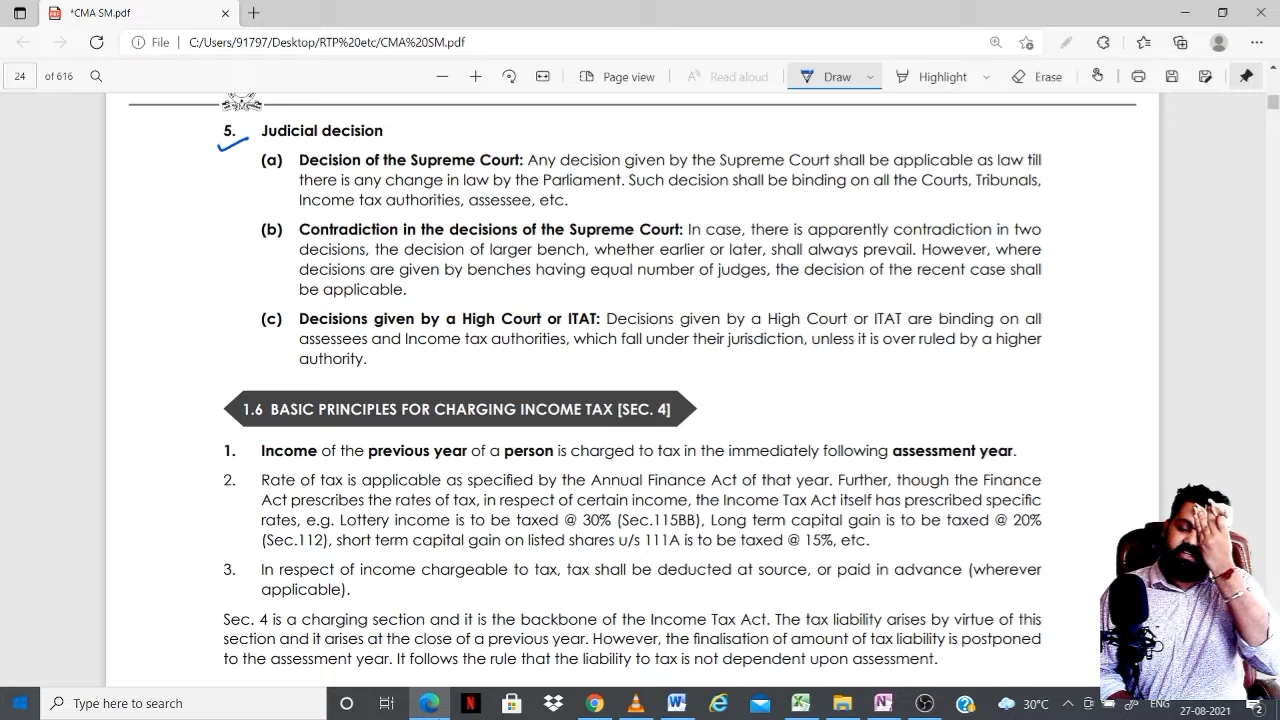 *CMA SM.pdf
File C:/Users/91797/Desktop/RTP%20etc/CMA%20SM.pdf
24 of 616 Page view Read aloud Draw Highlight Erase
5. Judicial decision
(a) Decision of the Supreme Court: Any decision given by the Supreme Court shall be applicable as law till
there is any change in law by the Parliament. Such decision shall be binding on all the Courts, Tribunals,
Income tax authorities, assessee, etc.
(b) Contradiction in the decisions of the Supreme Court: In case, there is apparently contradiction in two
decisions, the decision of larger bench, whether earlier or later, shall always prevail. However, where
decisions are given by benches having equal number of judges, the decision of the recent case shall
be applicable.
(c) Decisions given by a High Court or ITAT: Decisions given by a High Court or ITAT are binding on all
assessees and Income tax authorities, which fall under their jurisdiction, unless it is over ruled by a higher
authority.
1.6 BASIC PRINCIPLES FOR CHARGING INCOME TAX [SEC. 4]
1. Income of the previous year of a person is charged to tax in the immediately following assessment year.
2. Rate of tax is applicable as specified by the Annual Finance Act of that year. Further, though the Finance
Act prescribes the rates of tax, in respect of certain income, the Income Tax Act itself has prescribed specific
rates, e.g. Lottery income is to be taxed @ 30% (Sec.115BB), Long term capital gain is to be taxed @ 20%
(Sec.112), short term capital gain on listed shares u/s 111A is to be taxed @ 15%, etc.
3. In respect of income chargeable to tax, tax shall be deducted at source, or paid in advance (wherever
applicable).
Sec. 4 is a charging section and it is the backbone of the Income Tax Act. The tax liability arises by virtue of this
section and it arises at the close of a previous year. However, the finalisation of amount of tax liability is postponed
to the assessment year. It follows the rule that the liability to tax is not dependent upon assessment.
Type here to search
30°C
27-08-2021